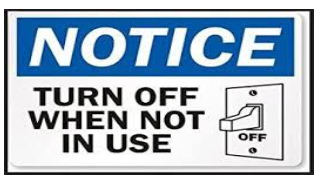 NOTICE
TURN OFF
WHEN NOT
IN USE
OFF